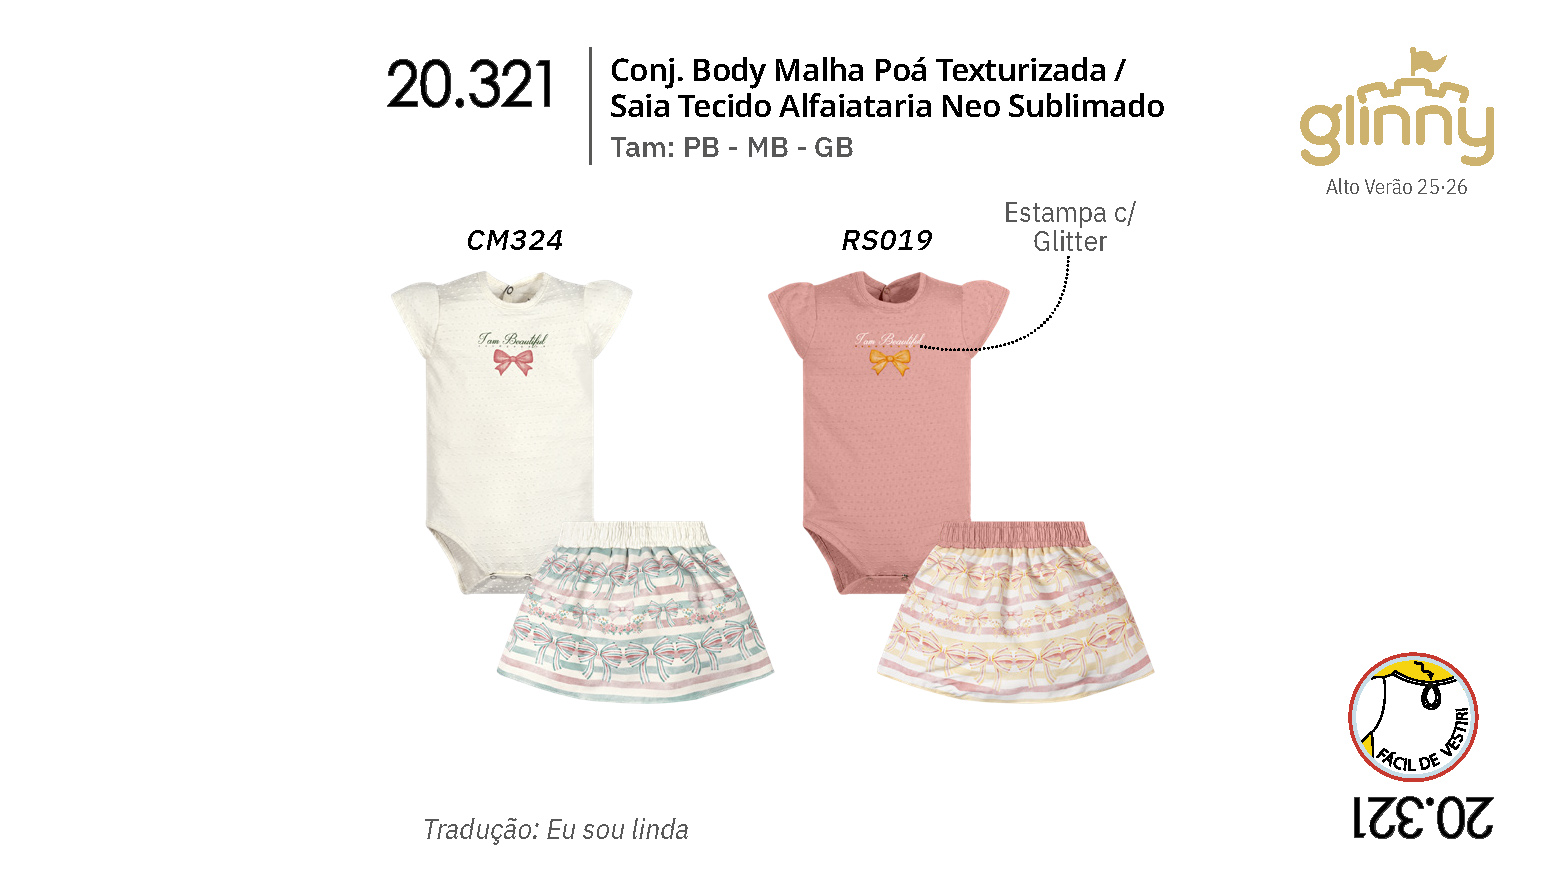 20.321
Conj. Body Malha Poá Texturizada /
Saia Tecido Alfaiataria Neo Sublimado
Tam: PB - MB - GB
glinny
Alto Verão 25·26
Estampa c/
Glitter
CM324
RS019
I am Beautiful
I am Beautiful
FÁCIL DE VESTIR!
20.321
Tradução: Eu sou linda